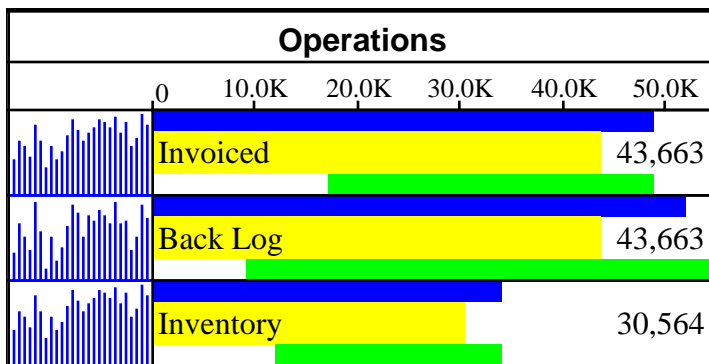 Operations
0 10.0K 20.0K 30.0K 40.0K 50.0K
Invoiced 43,663
Back Log 43,663
Inventory 30,564